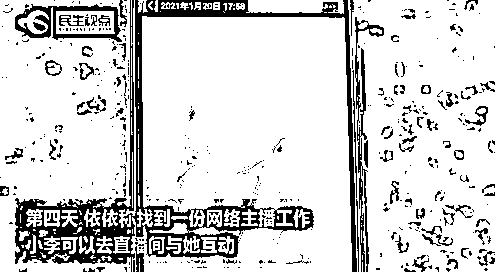 民生视点
2021年1月20日 17:58
第四天 依依称找到一份网络主播工作
小李可以去直播间与她互动